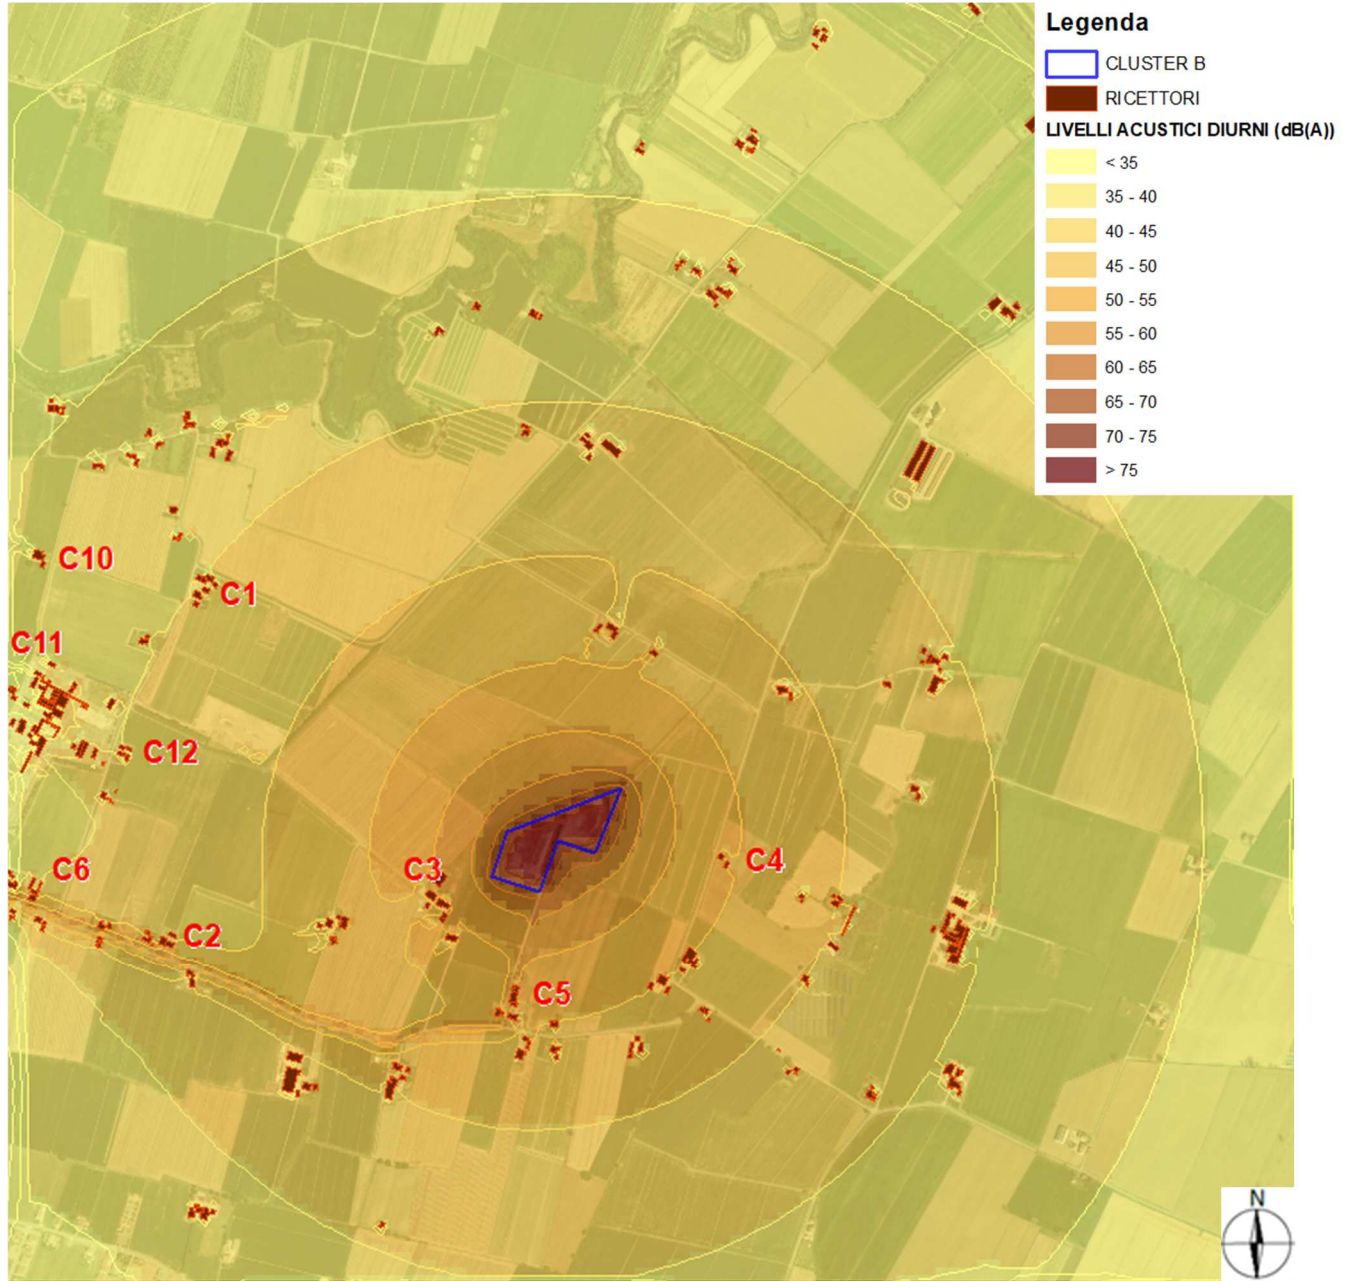 Legenda
CLUSTER B
RICETTORI
LIVELLI ACUSTICI DIURNI (dB(A))
< 35
35 - 40
40 - 45
45 - 50
50 - 55
55 - 60
60 - 65
65 - 70
70 - 75
> 75
C10
C1
C11
C12
C6
C3
C4
C2
C5
N